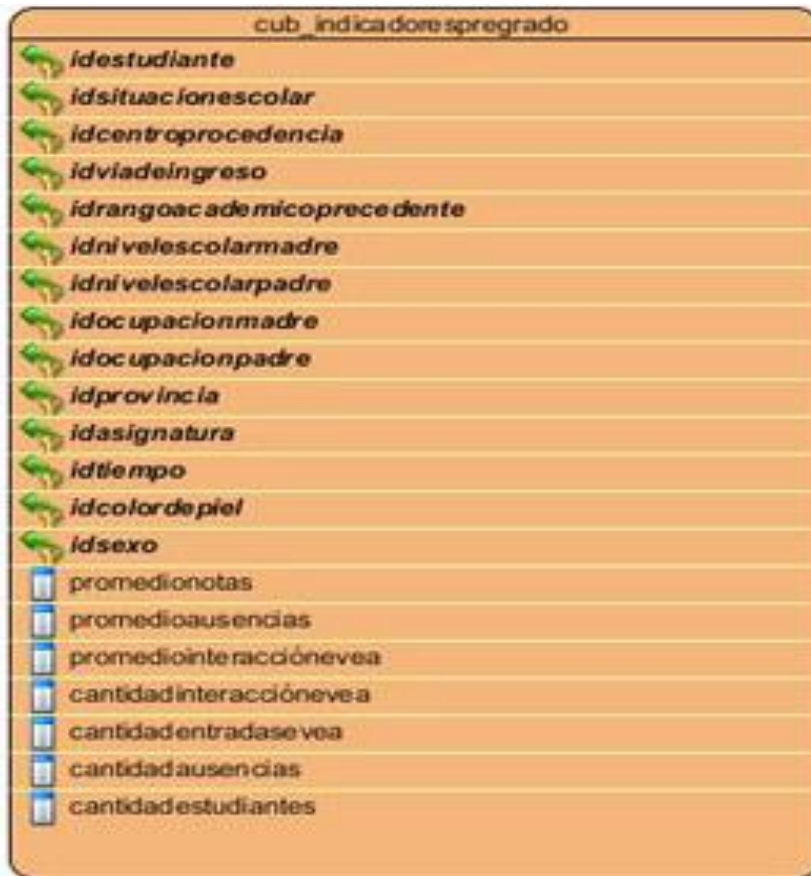 cub_indicadorespregrado
idestudiante
idsituacionescolar
idcentroprocedencia
idviadeingreso
idrangoacademicoprecedente
idnivelescolarmadre
idnivelescolarpadre
idocupacionmadre
idocupacionpadre
idprovincia
idasignatura
idtiempo
idcolordepiel
idsexo
promedionotas
promedioausencias
promediointeracciónevea
cantidadinteracciónevea
cantidadentradasevea
cantidadausencias
cantidadestudiantes